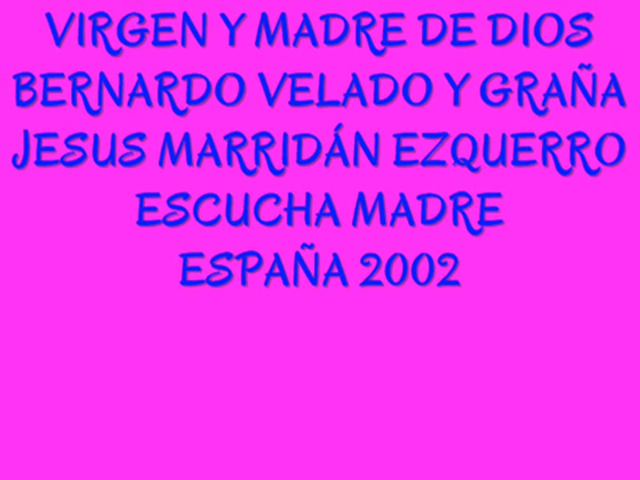 VIRGEN Y MADRE DE DIOS
BERNARDO VELADO Y GRAÑA
JESUS MARRIDÁN EZQUERRO
ESCUCHA MADRE
ESPAÑA 2002